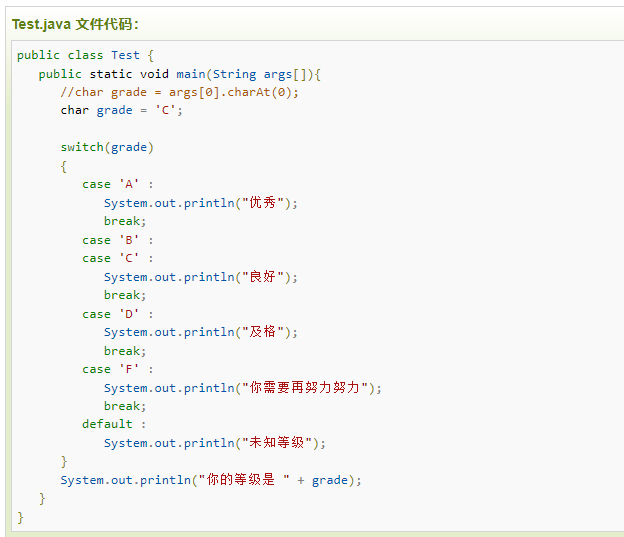 Test.java 文件代码：
public class Test {
   public static void main(String args[]){
      //char grade = args[0].charAt(0);
      char grade = 'C';
      switch(grade)
      {
         case 'A' :
            System.out.println("优秀");
            break;
         case 'B' :
         case 'C' :
            System.out.println("良好");
            break;
         case 'D' :
            System.out.println("及格");
            break;
         case 'F' :
            System.out.println("你需要再努力努力");
            break;
         default :
            System.out.println("未知等级");
      }
      System.out.println("你的等级是 " + grade);
   }
}